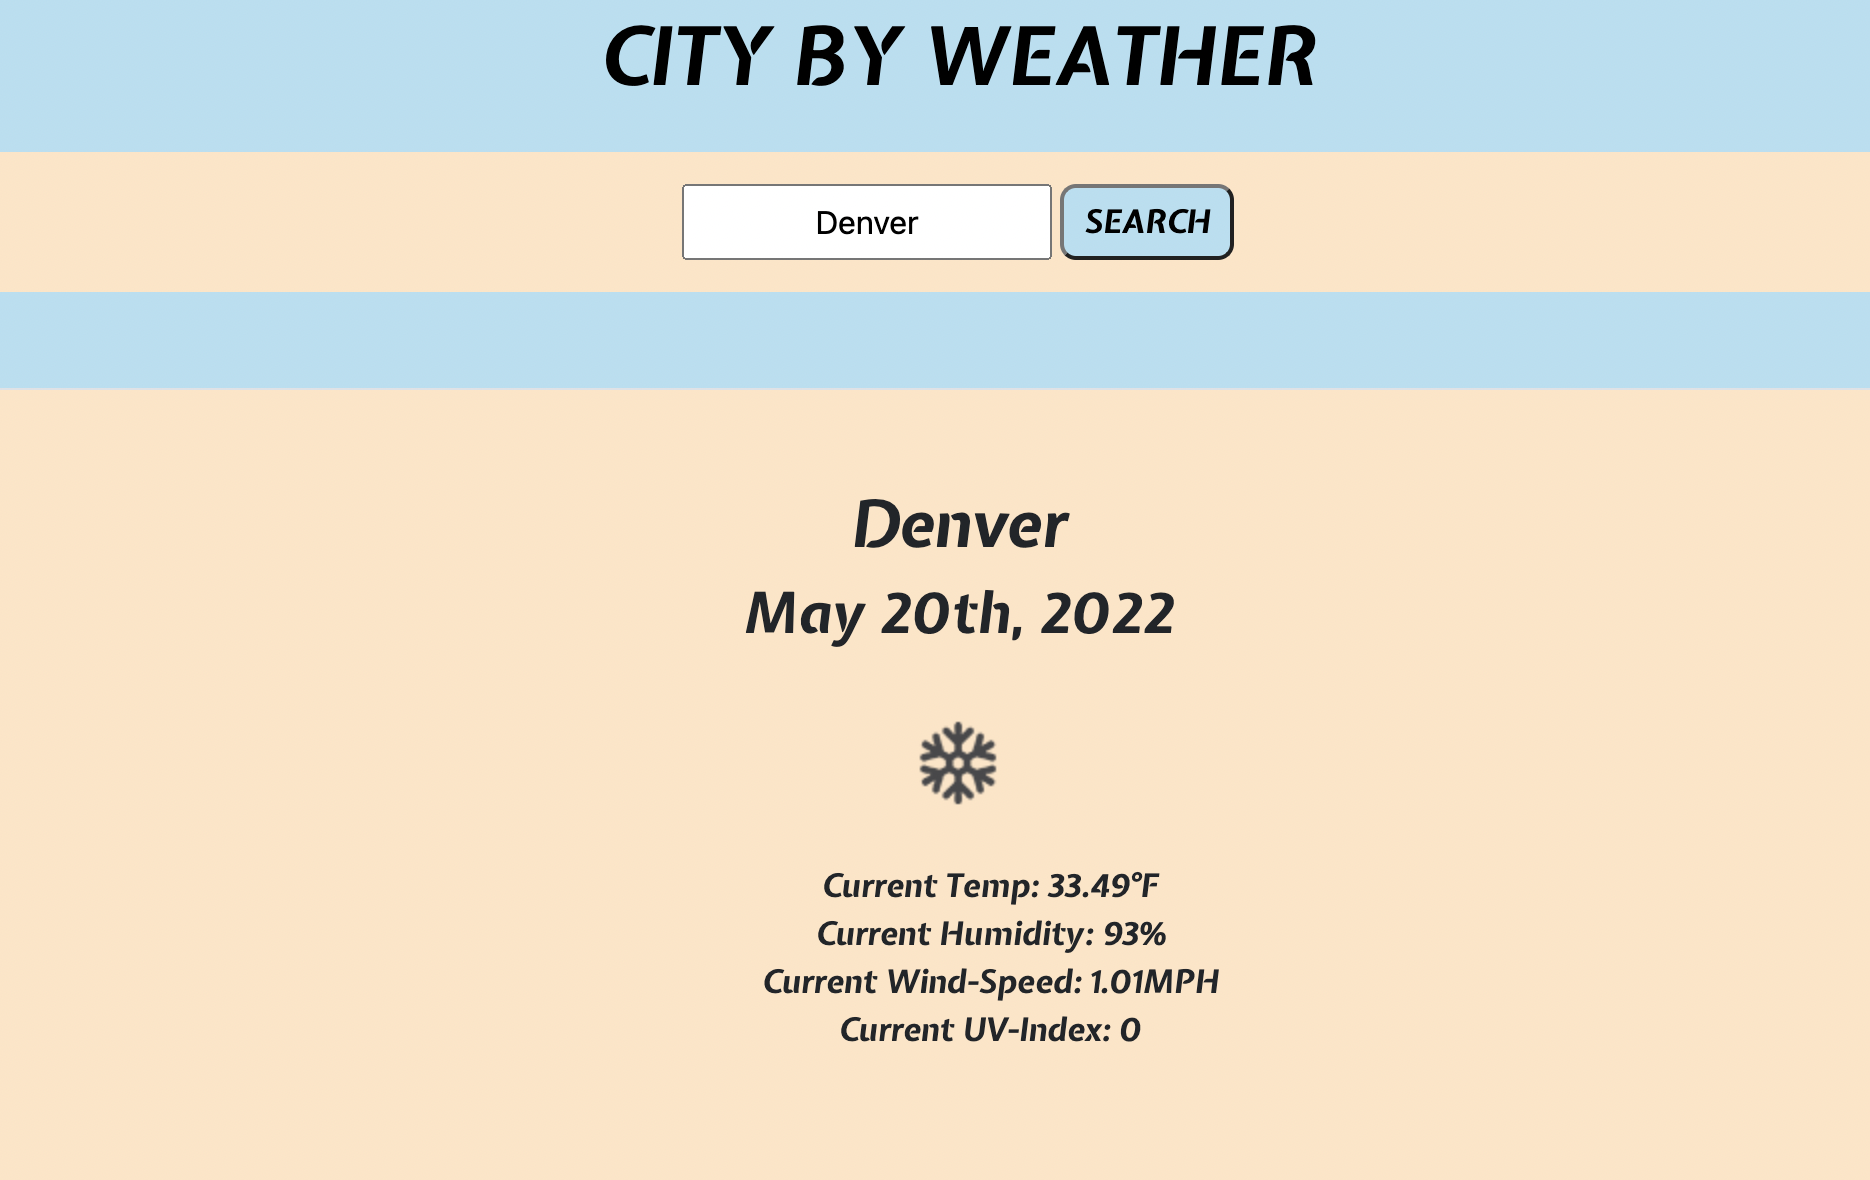 CITY BY WEATHER
Denver
SEARCH
Denver
May 20th, 2022
Current Temp: 33.49°F
Current Humidity: 93%
Current Wind-Speed: 1.01MPH
Current UV-Index: 0